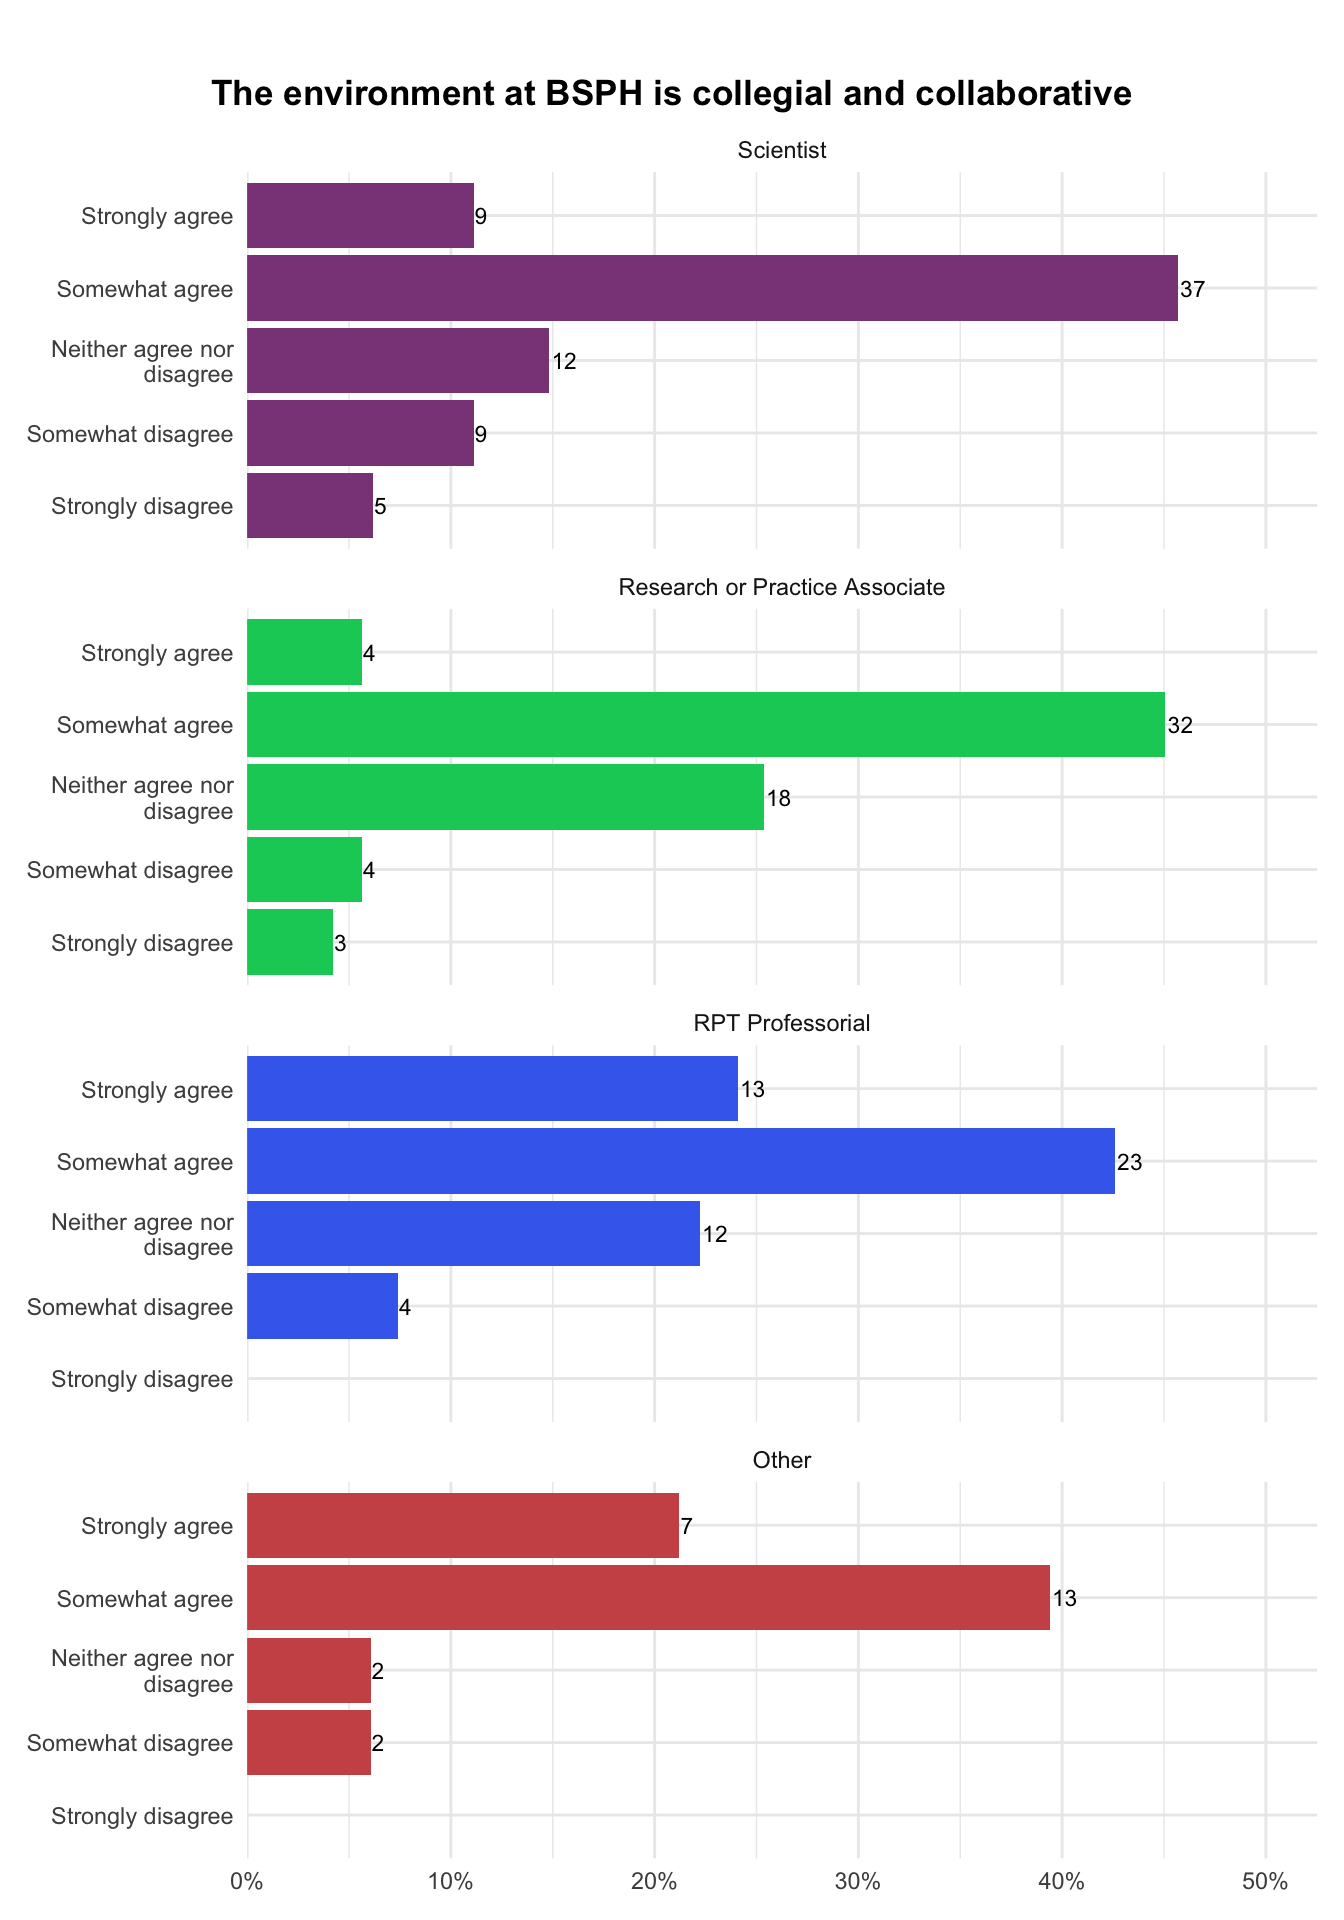 The environment at BSPH is collegial and collaborative
Scientist
Strongly agree
9
Somewhat agree
37
Neither agree nor
disagree
12
Somewhat disagree
9
Strongly disagree
5
Research or Practice Associate
Strongly agree
4
Somewhat agree
32
Neither agree nor
disagree
18
Somewhat disagree
4
Strongly disagree
3
RPT Professorial
Strongly agree
13
Somewhat agree
23
Neither agree nor
disagree
12
Somewhat disagree
4
Strongly disagree
Other
Strongly agree
7
Somewhat agree
13
Neither agree nor
disagree
2
Somewhat disagree
2
Strongly disagree
0% 10% 20% 30% 40% 50%